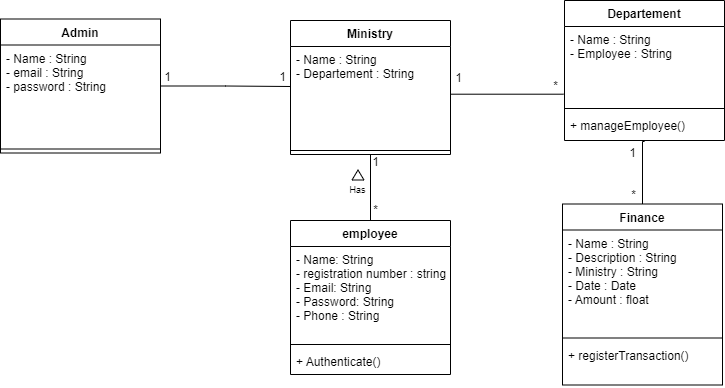 Admin
- Name : String
- email : String
- password : String
1
1
Ministry
- Name : String
- Departement : String
1
*
Departement
- Name : String
- Employee : String
+ manageEmployee()
1
Has
*
employee
- Name: String
- registration number : string
- Email: String
- Password: String
- Phone : String
+ Authenticate()
1
*
Finance
- Name : String
- Description : String
- Ministry : String
- Date : Date
- Amount : float
+ registerTransaction()